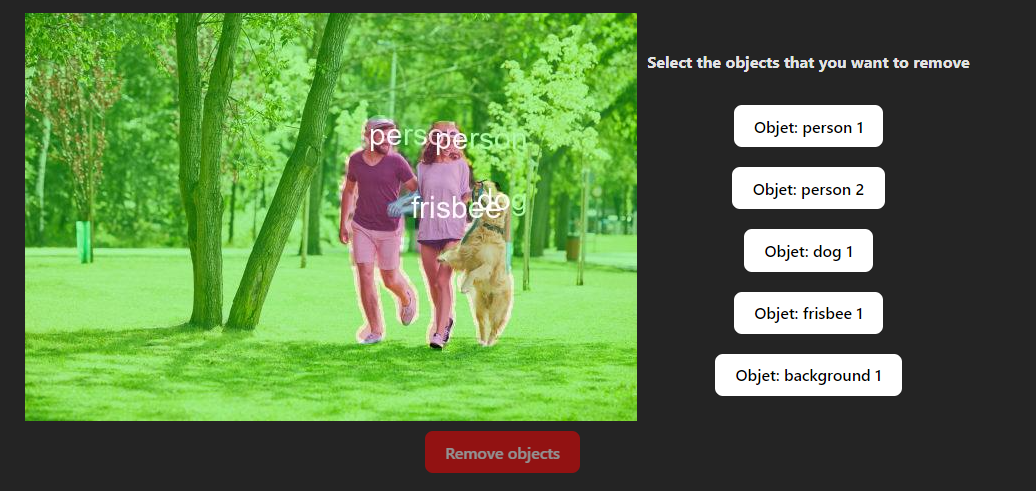 Select the objects that you want to remove
person
person
Objet: person 1
Objet: person 2
dog
frisbee
Objet: dog 1
Objet: frisbee 1
Objet: background 1
Remove objects